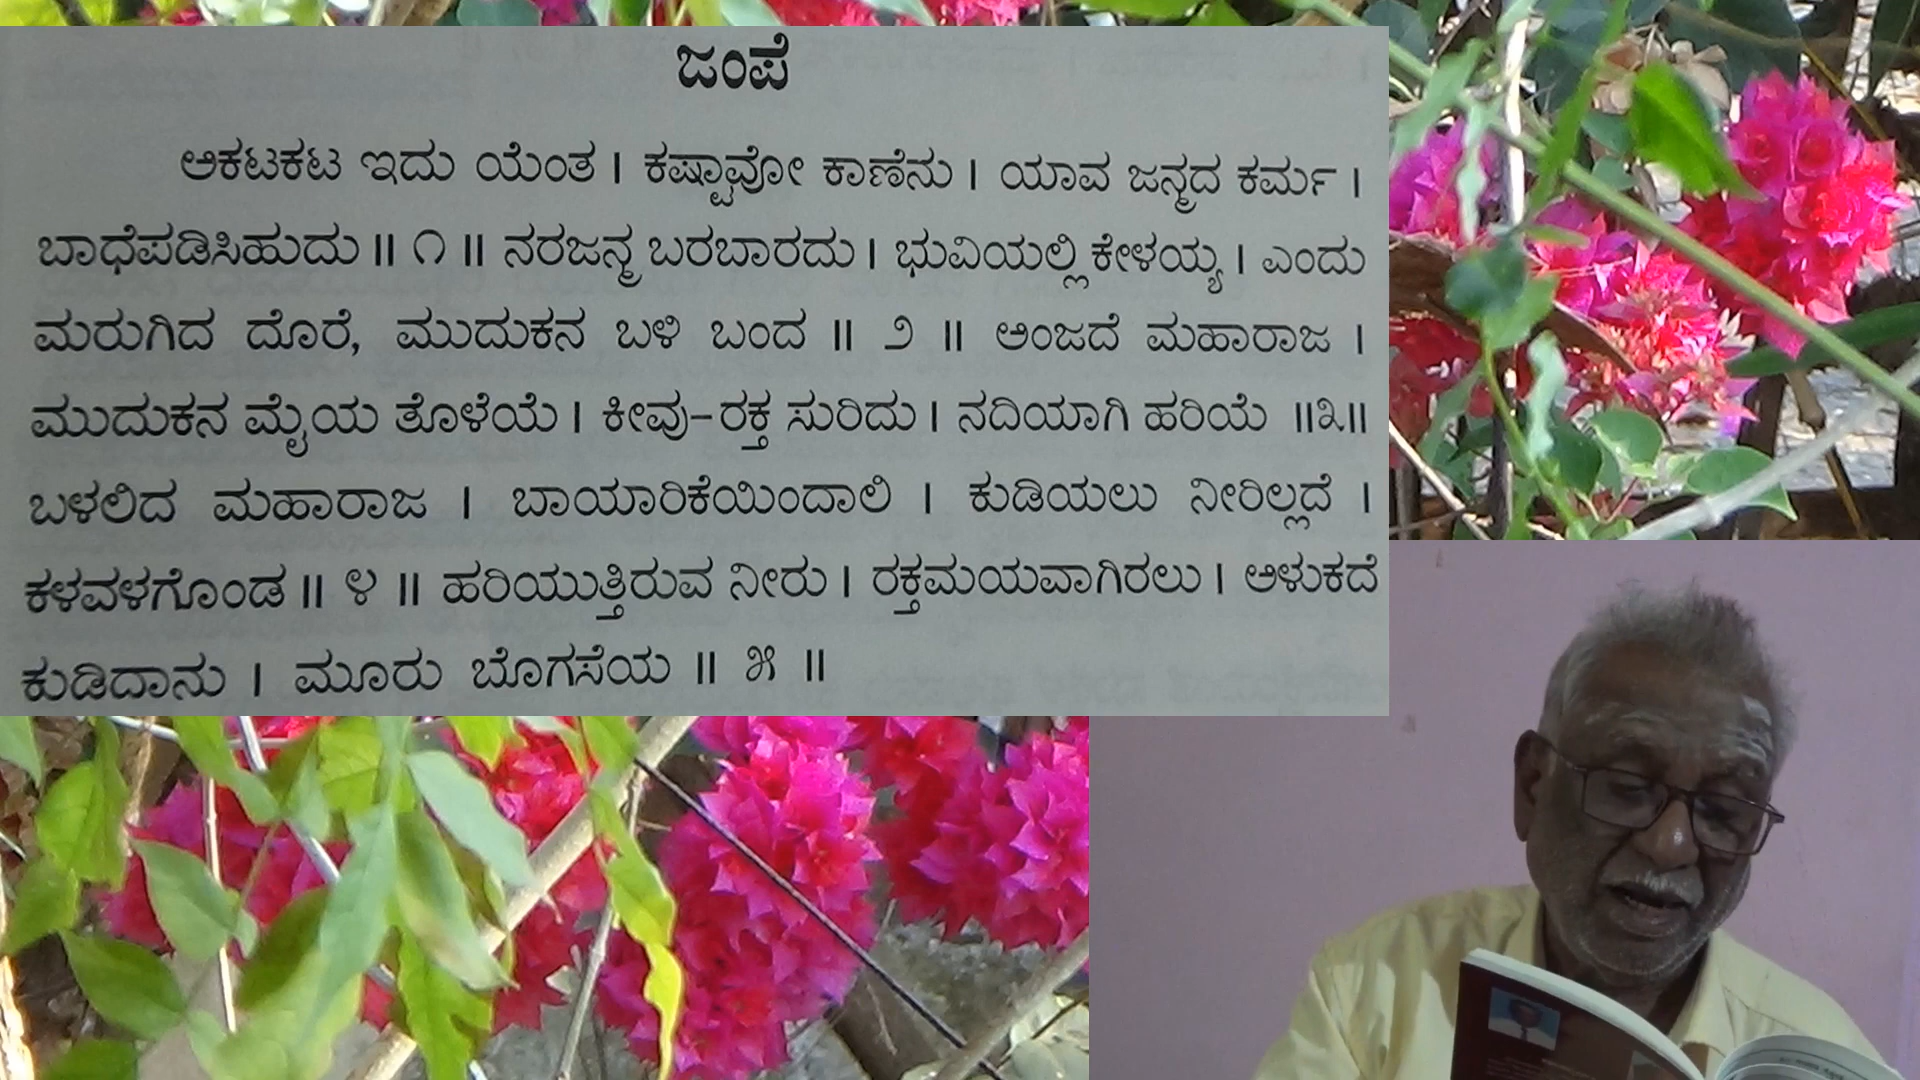 ಜಂಪೆ
ಅಕಟಕಟ ಇದು ಯೆಂತ । ಕಷ್ಟಾವೋ ಕಾಣೆನು । ಯಾವ ಜನ್ಮದ ಕರ್ಮ ।
ಬಾಧೆಪಡಿಸಿಹುದು ॥ ೧ ॥ ನರಜನ್ಮ ಬರಬಾರದು । ಭುವಿಯಲ್ಲಿ ಕೇಳಯ್ಯ । ಎಂದು
ಮರುಗಿದ ದೊರೆ, ಮುದುಕನ ಬಳಿ ಬಂದ ॥ ೨ ॥ ಅಂಜದೆ ಮಹಾರಾಜ ।
ಮುದುಕನ ಮೈಯ ತೊಳೆಯೆ । ಕೀವು-ರಕ್ತ ಸುರಿದು । ನದಿಯಾಗಿ ಹರಿಯೆ ॥೩॥
ಬಳಲಿದ ಮಹಾರಾಜ । ಬಾಯಾರಿಕೆಯಿಂದಾಲಿ । ಕುಡಿಯಲು ನೀರಿಲ್ಲದೆ ।
ಕಳವಳಗೊಂಡ ॥ ೪ ॥ ಹರಿಯುತ್ತಿರುವ ನೀರು । ರಕ್ತಮಯವಾಗಿರಲು । ಅಳುಕದೆ
ಕುಡಿದಾನು । ಮೂರು ಬೊಗಸೆಯ ॥ ೫ ॥